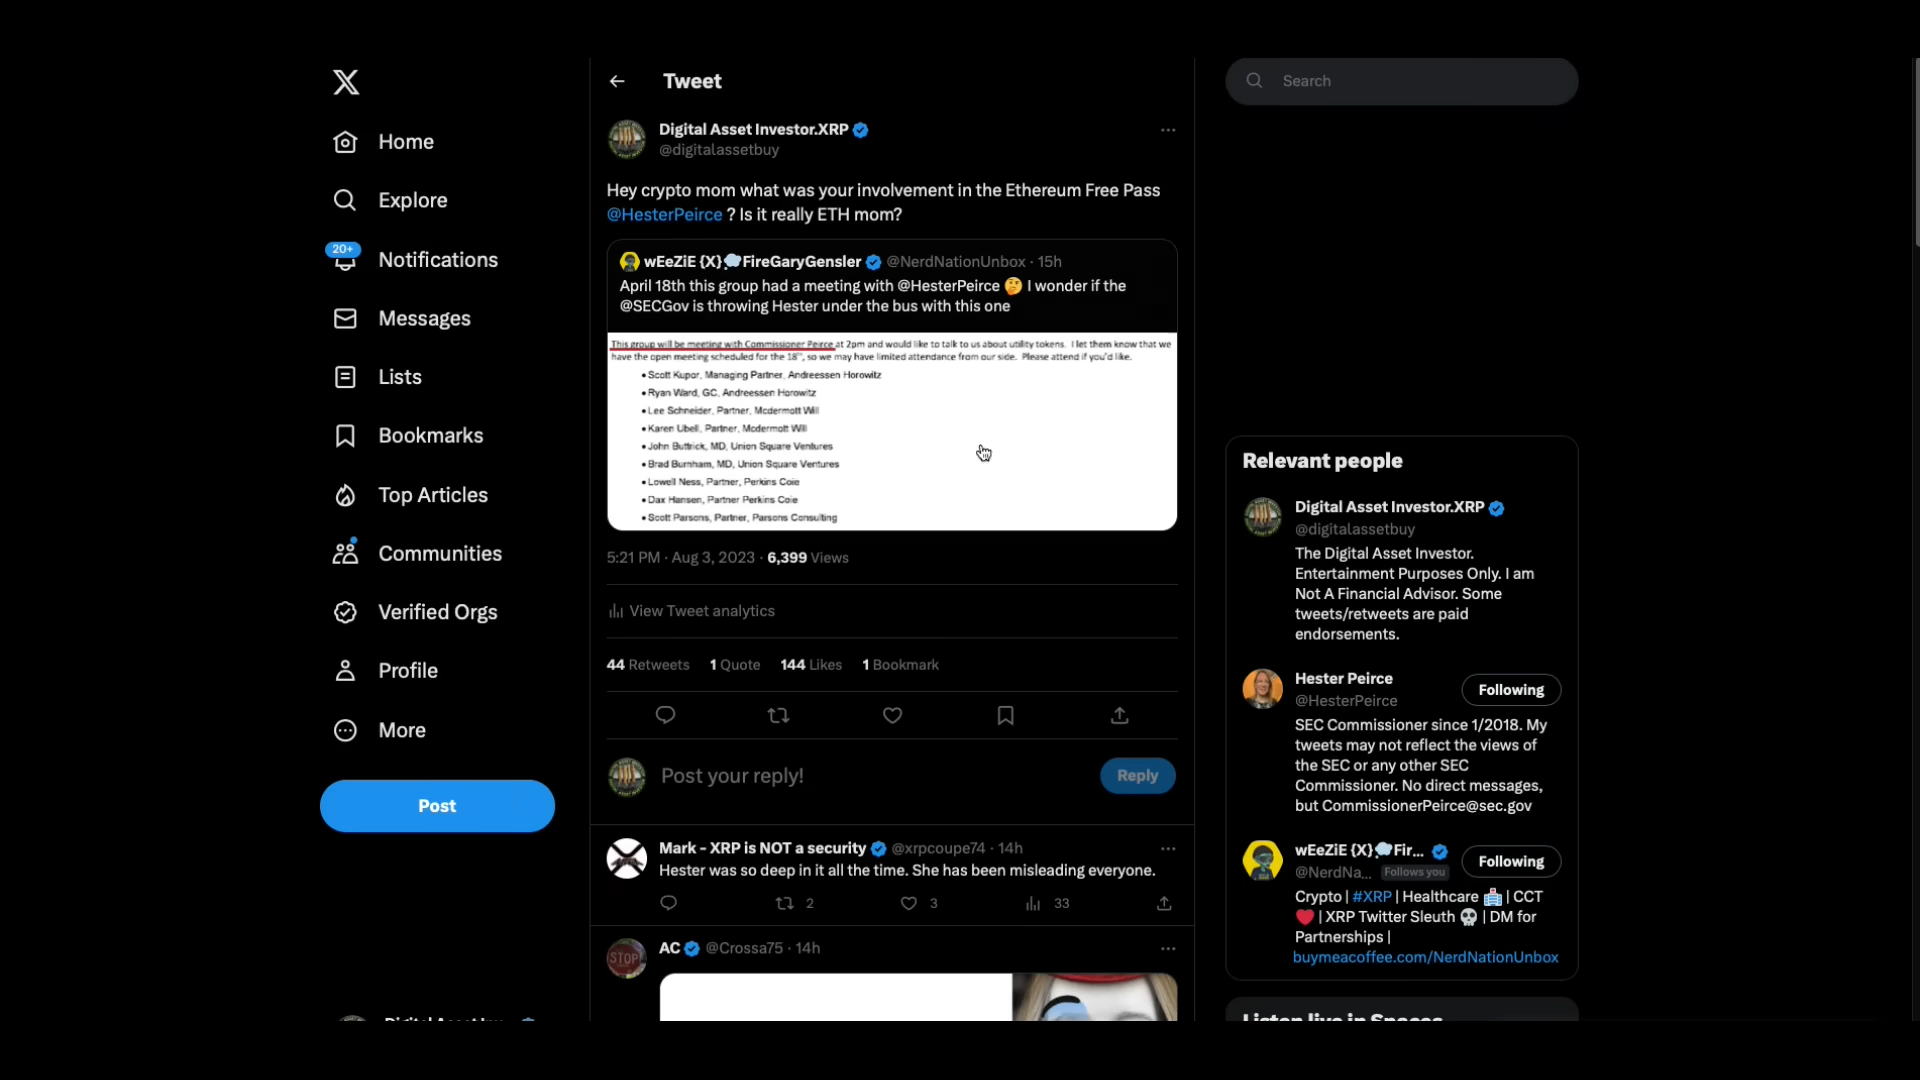 Home
Explore
20+
Notifications
Messages
Lists
Bookmarks
Top Articles
Communities
Verified Orgs
Profile
More
Post
Tweet
Digital Asset Investor.XRP
@digitalassetbuy
Hey crypto mom what was your involvement in the Ethereum Free Pass
@HesterPeirce ? Is it really ETH mom?
wEeZiE {X}💭FireGaryGensler @NerdNationUnbox · 15h
April 18th this group had a meeting with @HesterPeirce 🤔 I wonder if the
@SECGov is throwing Hester under the bus with this one
This group will be meeting with Commissioner Peirce at 2pm and would like to talk to us about utility tokens. I let them know that we
have the open meeting scheduled for the 18th, so we may have limited attendance from our side. Please attend if you'd like.
• Scott Kupor, Managing Partner, Andreessen Horowitz
• Ryan Ward, GC, Andreessen Horowitz
• Lee Schneider, Partner, Mcdermott Will
• Karen Ubell, Partner, Mcdermott Will
• John Buttrick, MD, Union Square Ventures
• Brad Burnham, MD, Union Square Ventures
• Lowell Ness, Partner, Perkins Coie
• Dax Hansen, Partner Perkins Coie
• Scott Parsons, Partner, Parsons Consulting
5:21 PM · Aug 3, 2023 · 6,399 Views
View Tweet analytics
44 Retweets 1 Quote 144 Likes 1 Bookmark
Post your reply!
Reply
Mark - XRP is NOT a security @xrpcoupe74 · 14h
Hester was so deep in it all the time. She has been misleading everyone.
2 3 33
AC @Crossa75 · 14h
STOP
Search
Relevant people
Digital Asset Investor.XRP
@digitalassetbuy
The Digital Asset Investor.
Entertainment Purposes Only. I am
Not A Financial Advisor. Some
tweets/retweets are paid
endorsements.
Hester Peirce
@HesterPeirce
Following
SEC Commissioner since 1/2018. My
tweets may not reflect the views of
the SEC or any other SEC
Commissioner. No direct messages,
but CommissionerPeirce@sec.gov
wEeZiE {X}💭Fir...
@NerdNa... Follows you
Following
Crypto | #XRP | Healthcare 🏥 | CCT
❤️ | XRP Twitter Sleuth 💀 | DM for
Partnerships |
buymeacoffee.com/NerdNationUnbox
Listen live in Spaces